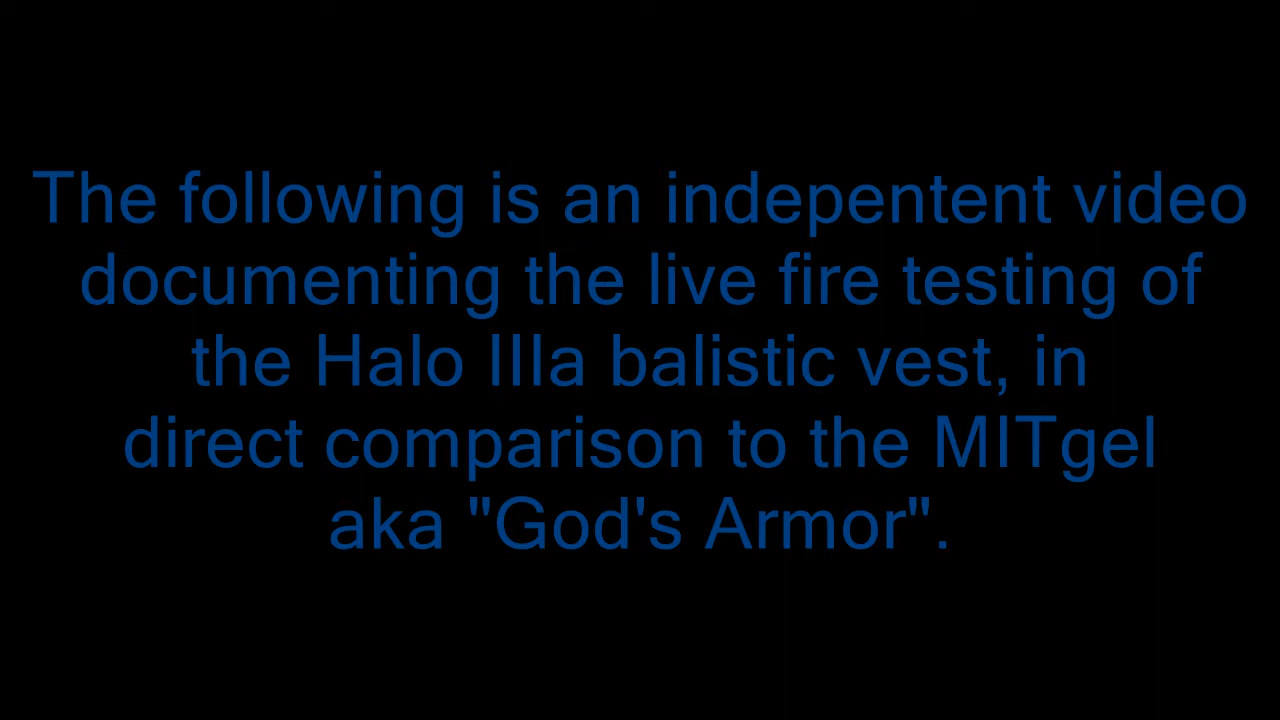 The following is an indepentent video
documenting the live fire testing of
the Halo IIIa balistic vest, in
direct comparison to the MITgel
aka "God's Armor".